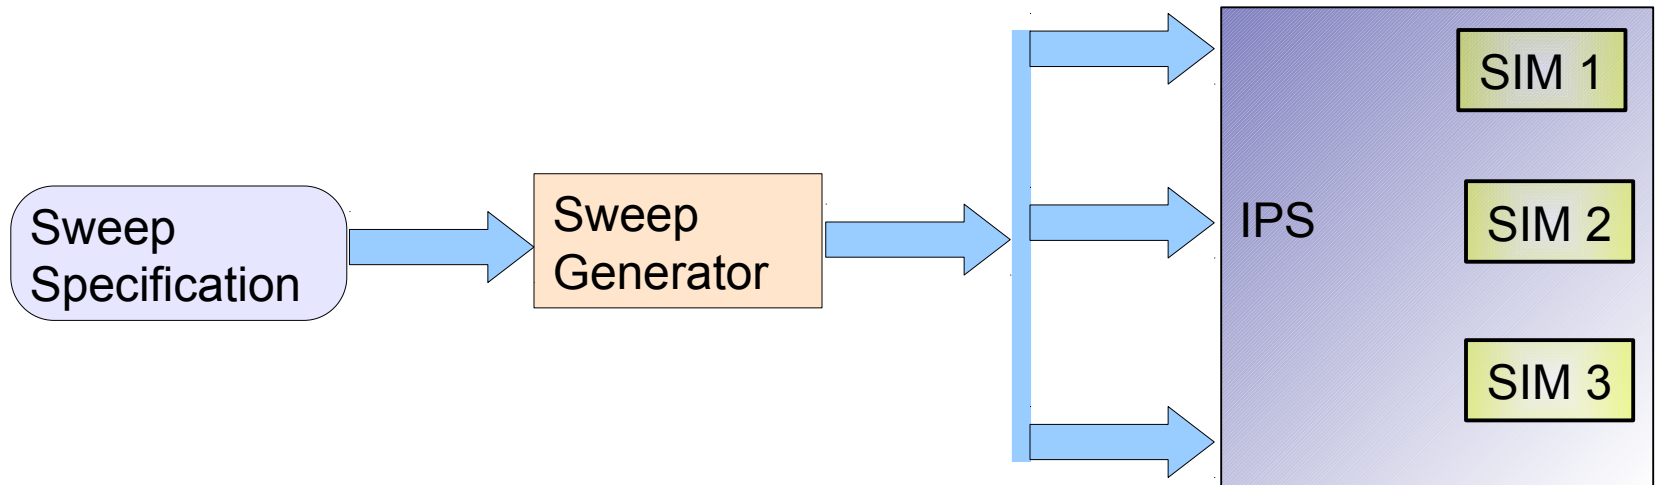 Sweep
Specification
Sweep
Generator
IPS
SIM 1
SIM 2
SIM 3